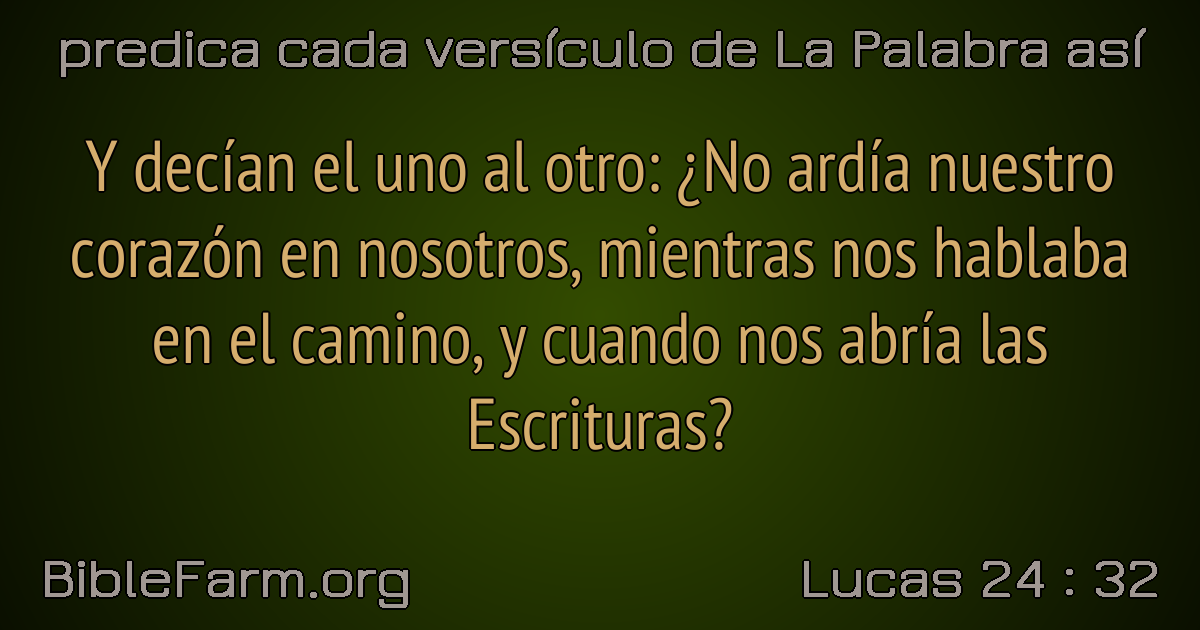 predica cada versículo de La Palabra así
Y decían el uno al otro: ¿No ardía nuestro
corazón en nosotros, mientras nos hablaba
en el camino, y cuando nos abría las
Escrituras?
BibleFarm.org
Lucas 24 : 32